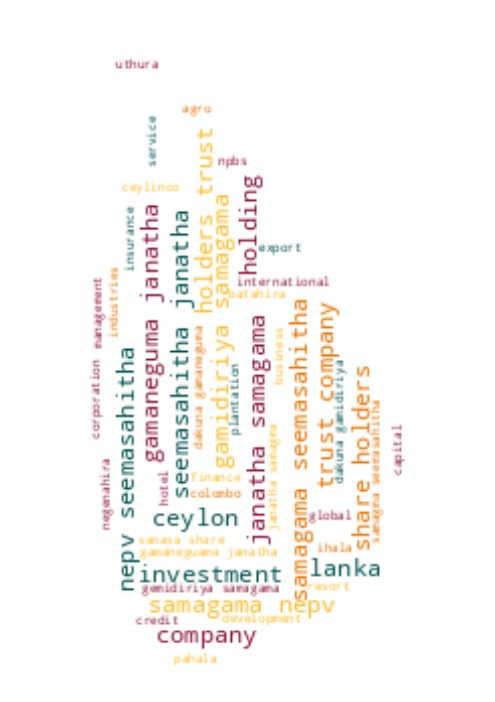 uthura
agro
service
npbs
ceylinco
holders trust
holding
janatha
janatha
samagama
insurance
export
international
batahira
industries
management
gamaneguma
seemasahitha
dakuna gamaneguma
gamidiriya
plantation
janatha samagama
business
samagama seemasahitha
trust company
dakuna gamidiriya
share holders
samagma seemasahitha
capital
corporation
nepv seemasahitha
negenahira
hotel
finance
colombo
janatha samagma
global
ceylon
sanasa share
gamaneguama janatha
ihala
investment
lanka
gemidiriya samagama
resort
samagama nepv
credit
development
company
pahala